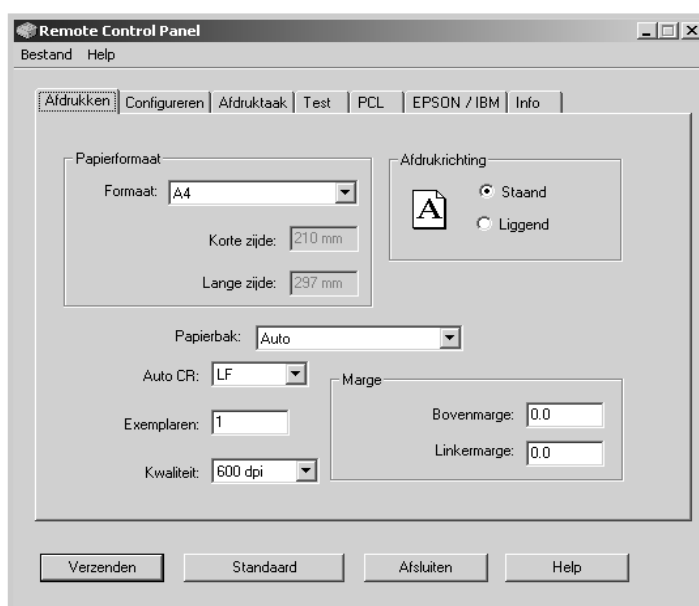 Remote Control Panel
Bestand Help
Afdrukken Configureren Afdruktaak Test PCL EPSON / IBM Info
Papierformaat
Formaat: A4
Korte zijde: 210 mm
Lange zijde: 297 mm
Afdrukrichting
A
Staand
Liggend
Papierbak: Auto
Auto CR: LF
Exemplaren: 1
Kwaliteit: 600 dpi
Marge
Bovenmarge: 0.0
Linkermarge: 0.0
Verzenden Standaard Afsluiten Help